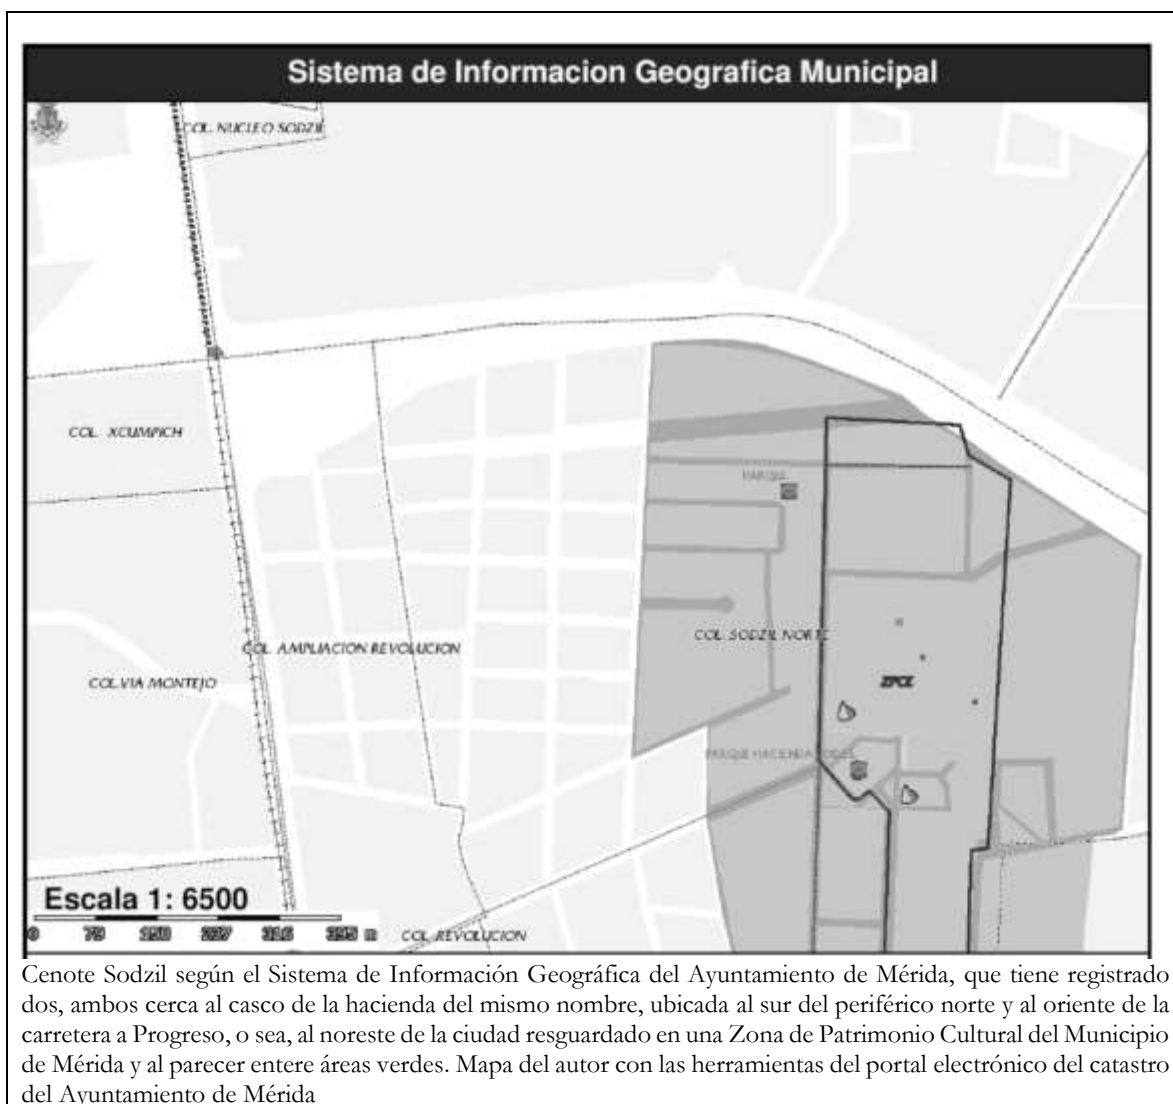 Sistema de Informacion Geografica Municipal
COL. NUCLEO SODZIL
COL. XCUMPICH
PARQUE
COL. SODZIL NORTE
COL. AMPLIACION REVOLUCION
COL. VIA MONTEJO
ZPCE
PARQUE HACIENDA
Escala 1: 6500
0 79 316 395 m
COL. REVOLUCION
Cenote Sodzil según el Sistema de Información Geográfica del Ayuntamiento de Mérida, que tiene registrado
dos, ambos cerca al casco de la hacienda del mismo nombre, ubicada al sur del periférico norte y al oriente de la
carretera a Progreso, o sea, al noreste de la ciudad resguardado en una Zona de Patrimonio Cultural del Municipio
de Mérida y al parecer entere áreas verdes. Mapa del autor con las herramientas del portal electrónico del catastro
del Ayuntamiento de Mérida